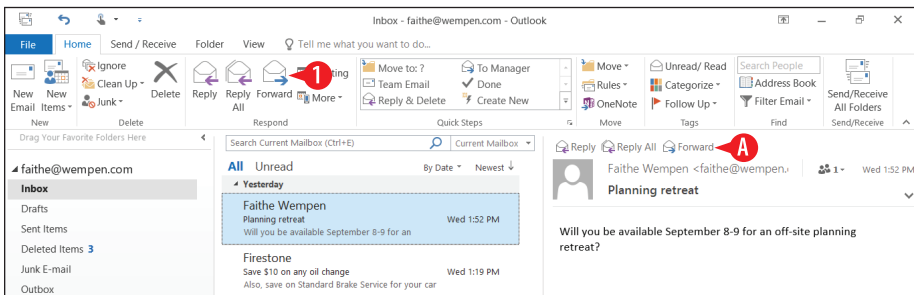 Inbox - faithe@wempen.com - Outlook
File Home Send / Receive Folder View Tell me what you want to do...
New Email
New Items
Ignore
Clean Up
Junk
Delete
Reply
Reply All
Forward
1
More
Move to: ?
Team Email
Reply & Delete
To Manager
Done
Create New
Move
Rules
OneNote
Unread/ Read
Categorize
Follow Up
Search People
Address Book
Filter Email
Send/Receive All Folders
New Delete Respond Quick Steps Move Tags Find Send/Receive
Drag Your Favorite Folders Here
faithe@wempen.com
Inbox
Drafts
Sent Items
Deleted Items 3
Junk E-mail
Outbox
Search Current Mailbox (Ctrl+E) Current Mailbox
All Unread By Date Newest
Yesterday
Faithe Wempen
Planning retreat Wed 1:52 PM
Will you be available September 8-9 for an
Firestone
Save $10 on any oil change Wed 1:19 PM
Also, save on Standard Brake Service for your car
Reply Reply All Forward A
Faithe Wempen <faithe@wempen. 1 Wed 1:52 PM
Planning retreat
Will you be available September 8-9 for an off-site planning
retreat?